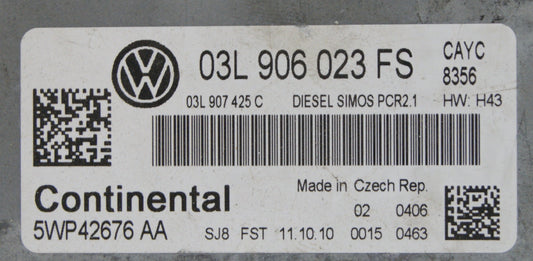 03L 906 023 FS CAYC
8356
03L 907 425 C DIESEL SIMOS PCR2.1 HW: H43
Continental Made in Czech Rep.
02 0406
5WP42676 AA SJ8 FST 11.10.10 0015 0463